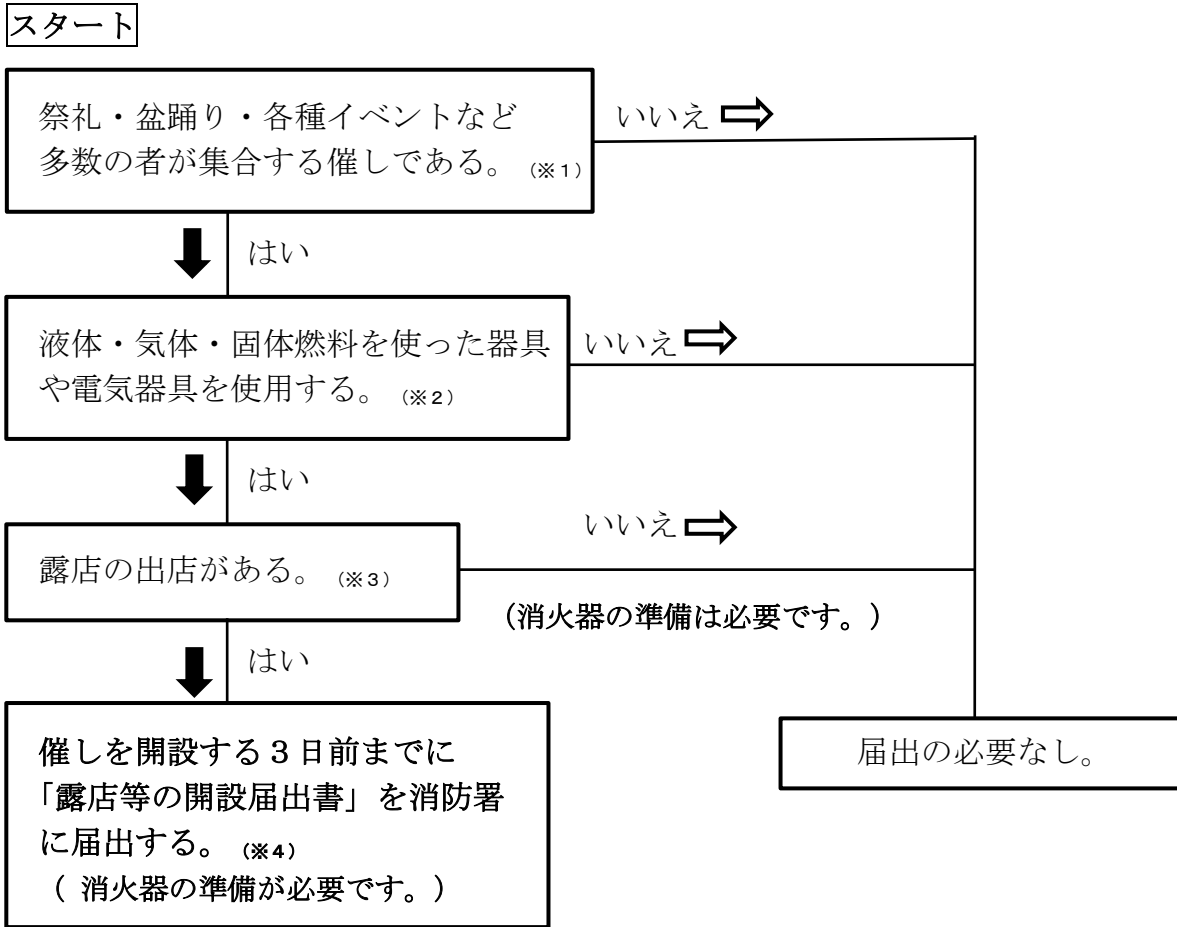 スタート
祭礼・盆踊り・各種イベントなど
多数の者が集合する催しである。(※1)
いいえ
はい
液体・気体・固体燃料を使った器具
や電気器具を使用する。(※2)
いいえ
はい
露店の出店がある。(※3)
いいえ
(消火器の準備は必要です。)
はい
催しを開設する3日前までに
「露店等の開設届出書」を消防署
に届出する。(※4)
( 消火器の準備が必要です。)
届出の必要なし。